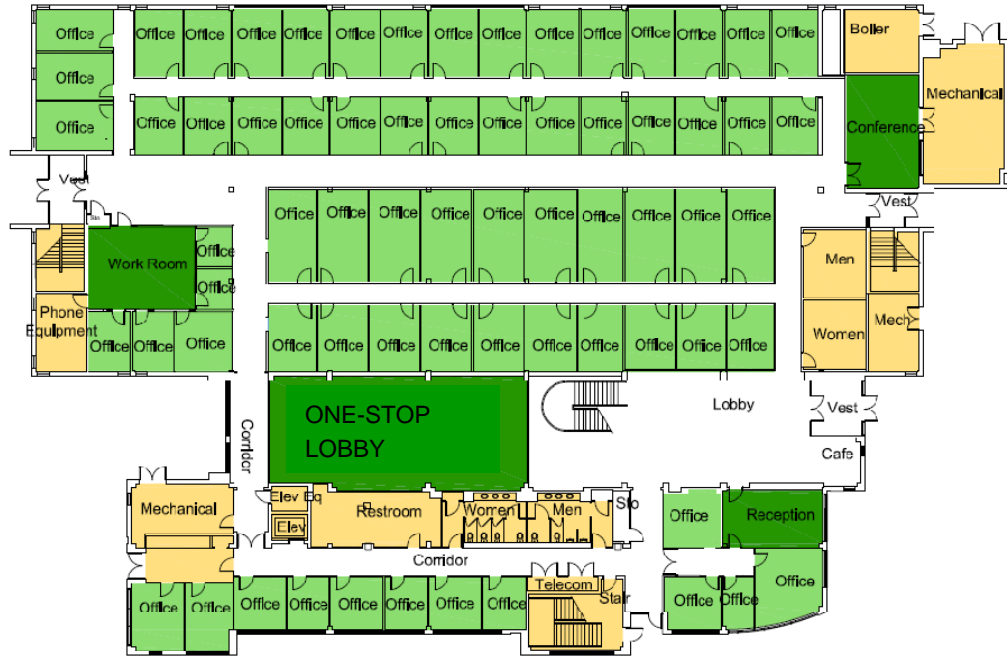 Office
Office Office Office Office Office Office Office Office Office Office Office Office Office Office
Boiler
Office
Mechanical
Office
Office Office Office Office Office Office Office Office Office Office Office Office Office Office
Conference
Vest
Vest
Sto
Office Office Office Office Office Office Office Office Office Office
Work Room
Office
Office
Men
Phone
Equipment
Women
Mech
Office Office Office
Office Office Office Office Office Office Office Office Office Office
ONE-STOP
LOBBY
Lobby
Vest
Corridor
Cafe
Mechanical
Elev Eq
Elev
Restroom
Women
Men
Sto
Office
Reception
Corridor
Telecom
Stair
Office
Office Office Office Office Office Office Office Office
Office Office